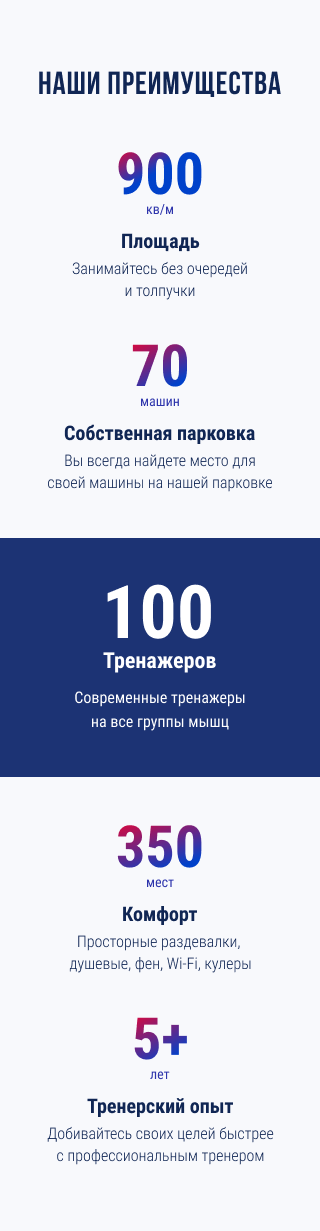 НАШИ ПРЕИМУЩЕСТВА
900
кв/м
Площадь
Занимайтесь без очередей
и толпучки
70
машин
Собственная парковка
Вы всегда найдете место для
своей машины на нашей парковке
100
Тренажеров
Современные тренажеры
на все группы мышц
350
мест
Комфорт
Просторные раздевалки,
душевые, фен, Wi-Fi, кулеры
5+
лет
Тренерский опыт
Добивайтесь своих целей быстрее
с профессиональным тренером